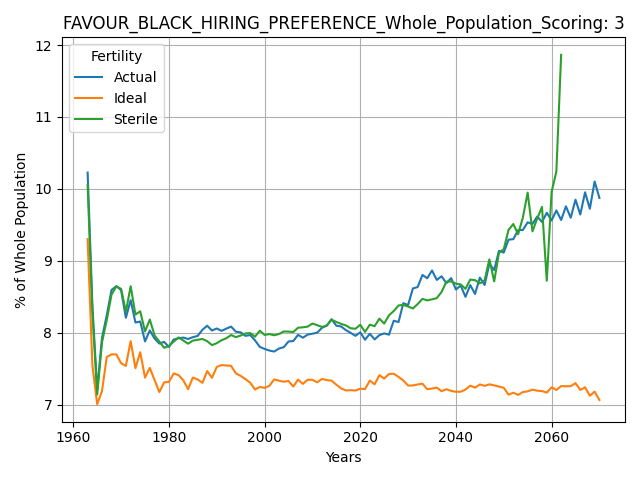 FAVOUR_BLACK_HIRING_PREFERENCE_Whole_Population_Scoring: 3
12
11
10
9
8
7
% of Whole Population
Fertility
Actual
Ideal
Sterile
1960
1980
2000
2020
2040
2060
Years